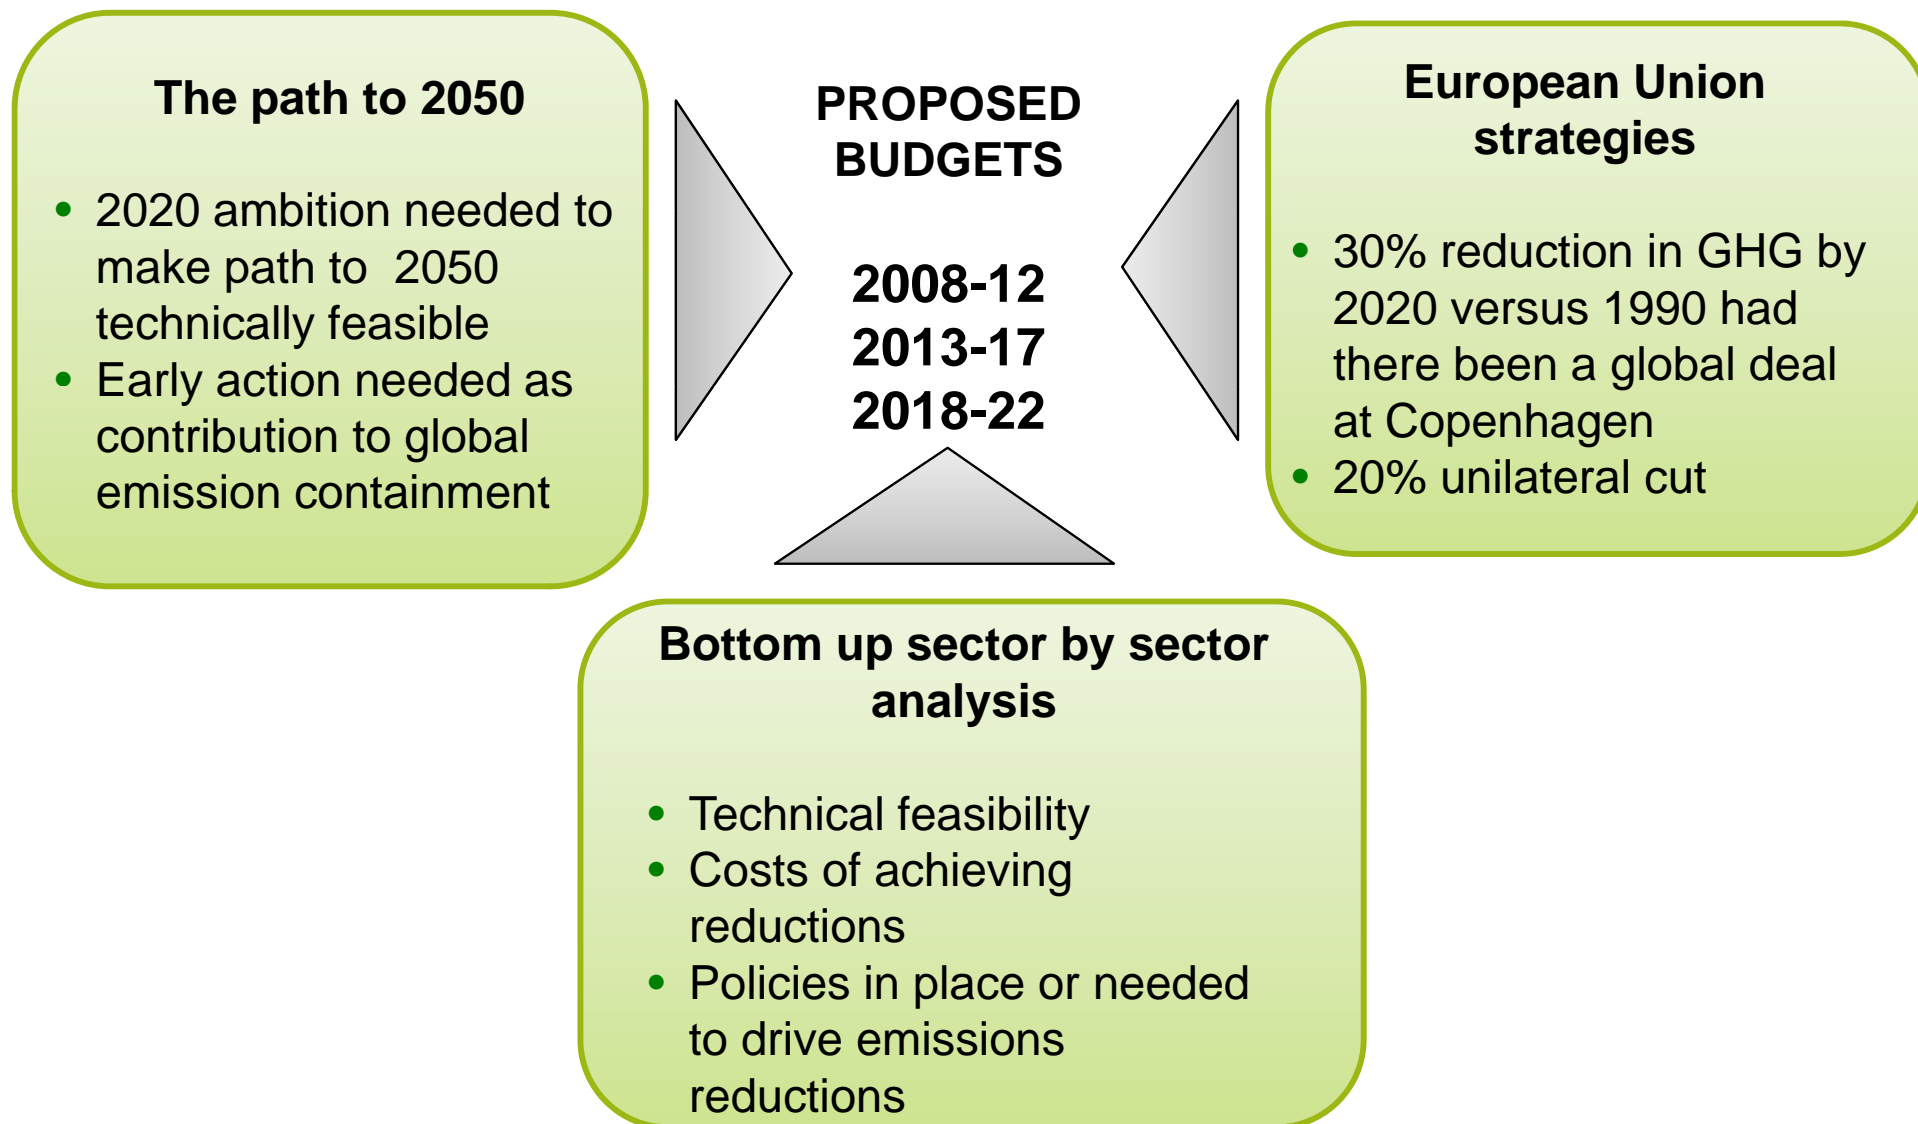 The path to 2050
• 2020 ambition needed to
make path to  2050
technically feasible
• Early action needed as
contribution to global
emission containment
PROPOSED
BUDGETS
2008-12
2013-17
2018-22
European Union
strategies
• 30% reduction in GHG by
2020 versus 1990 had
there been a global deal
at Copenhagen
• 20% unilateral cut
Bottom up sector by sector
analysis
• Technical feasibility
• Costs of achieving
reductions
• Policies in place or needed
to drive emissions
reductions